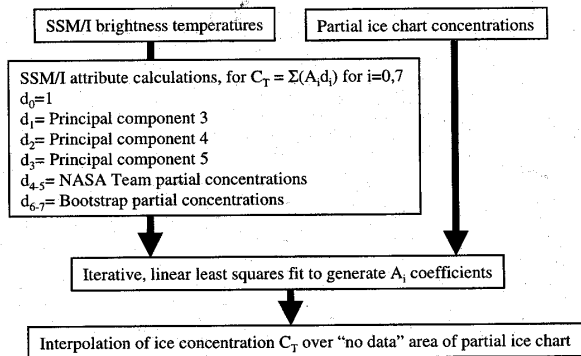 SSM/I brightness temperatures
Partial ice chart concentrations
SSM/I attribute calculations, for C_T = Σ(A_i d_i) for i=0,7
d_0=1
d_1= Principal component 3
d_2= Principal component 4
d_3= Principal component 5
d_4-5= NASA Team partial concentrations
d_6-7= Bootstrap partial concentrations
Iterative, linear least squares fit to generate A_i coefficients
Interpolation of ice concentration C_T over “no data” area of partial ice chart